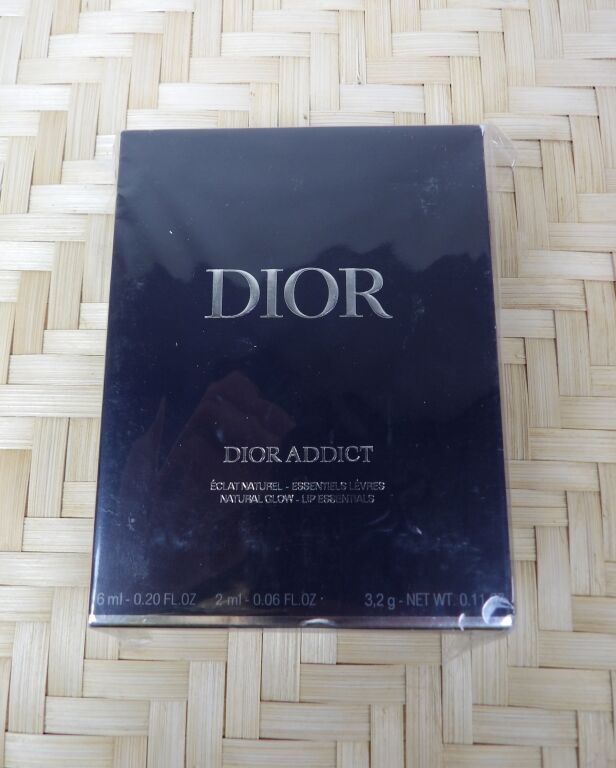 DIOR
DIOR ADDICT
ÉCLAT NATUREL - ESSENTIELS LÈVRES
NATURAL GLOW - LIP ESSENTIALS
6 ml - 0.20 FL.OZ 2 ml - 0.06 FL.OZ 3,2 g - NET WT. 0.11